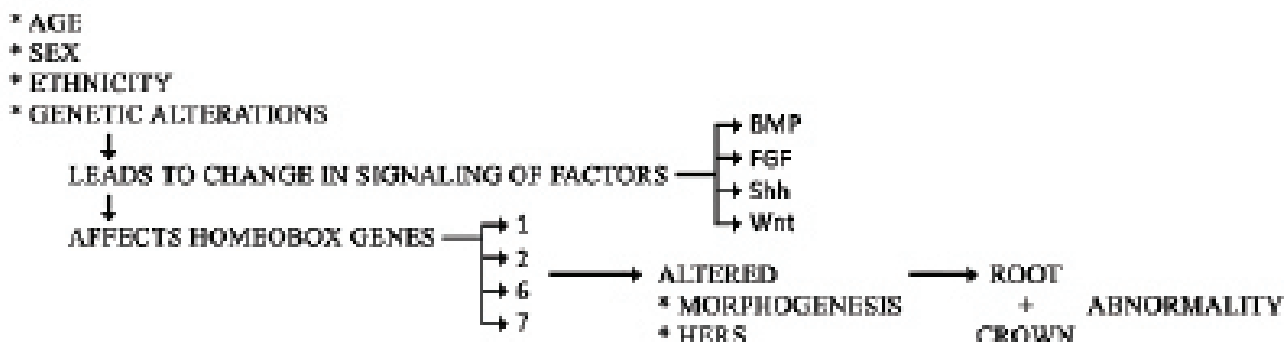 * AGE
* SEX
* ETHNICITY
* GENETIC ALTERATIONS
LEADS TO CHANGE IN SIGNALING OF FACTORS
BMP
FGF
Shh
Wnt
AFFECTS HOMEOBOX GENES
1
2
6
7
ALTERED
* MORPHOGENESIS
* HERS
ROOT
+
CROWN
ABNORMALITY